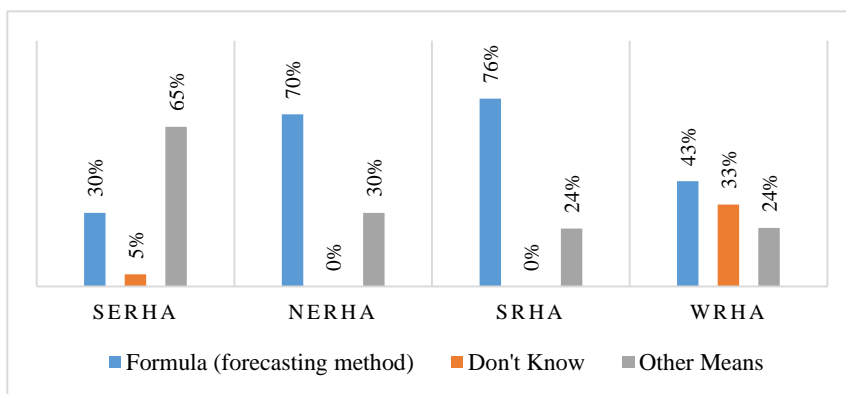 30%
5%
65%
70%
0%
30%
76%
0%
24%
43%
33%
24%
SERHA
NERHA
SRHA
WRHA
Formula (forecasting method)
Don't Know
Other Means